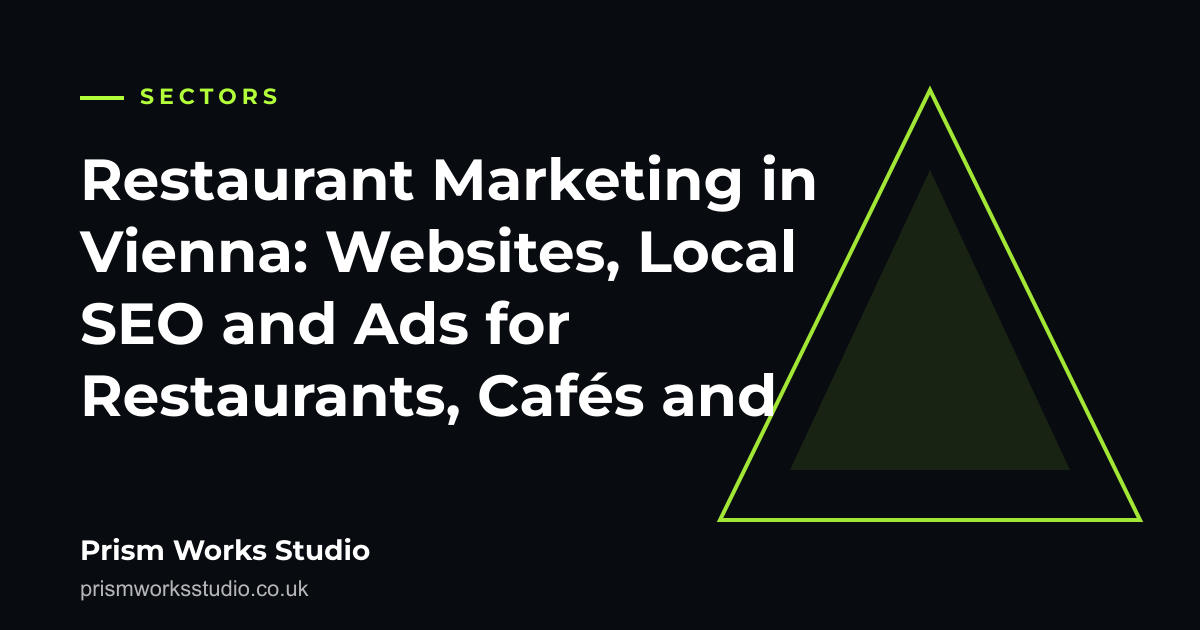 SECTORS
Restaurant Marketing in
Vienna: Websites, Local
SEO and Ads for
Restaurants, Cafés and
Prism Works Studio
prismworksstudio.co.uk